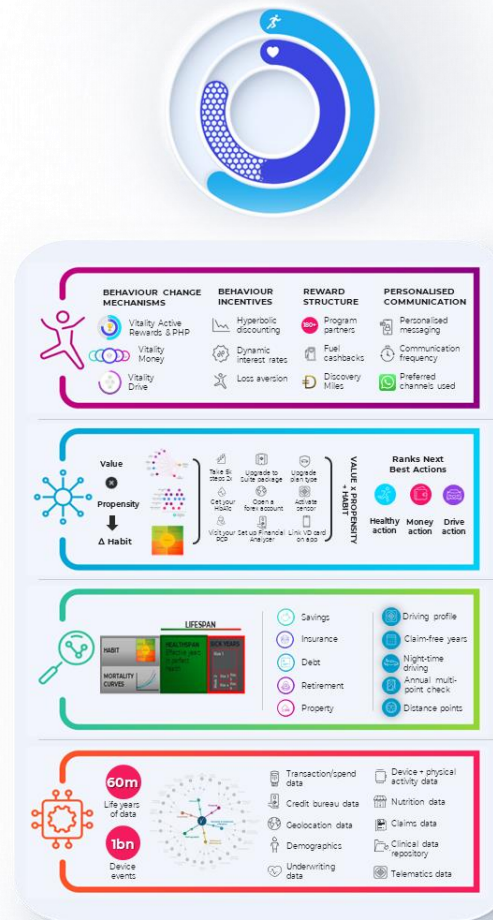 BEHAVIOUR CHANGE
MECHANISMS
Vitality Active
Rewards & PHP
Vitality
Money
Vitality
Drive
BEHAVIOUR
INCENTIVES
Hyperbolic
discounting
Dynamic
interest rates
Loss aversion
REWARD
STRUCTURE
180+
Program
partners
Fuel
cashbacks
Discovery
Miles
PERSONALISED
COMMUNICATION
Personalised
messaging
Communication
frequency
Preferred
channels used
Value
Propensity
Δ Habit
Take 5k
steps 2x
Upgrade to
Suite package
Upgrade
plan type
Get your
HbA1c
Open a
forex account
Activate
sensor
Visit your
PCP
Set up Financial
Analyser
Link VD card
on app
VALUE x PROPENSITY
+ HABIT
Ranks Next
Best Actions
Healthy
action
Money
action
Drive
action
LIFESPAN
HABIT
MORTALITY
CURVES
HEALTHSPAN
SICK YEARS
Savings
Insurance
Debt
Retirement
Property
Driving profile
Claim-free years
Night-time
driving
Annual multi-
point check
Distance points
60m
Life years
of data
1bn
Device
events
Transaction/spend
data
Credit bureau data
Geolocation data
Demographics
Underwriting
data
Device + physical
activity data
Nutrition data
Claims data
Clinical data
repository
Telematics data